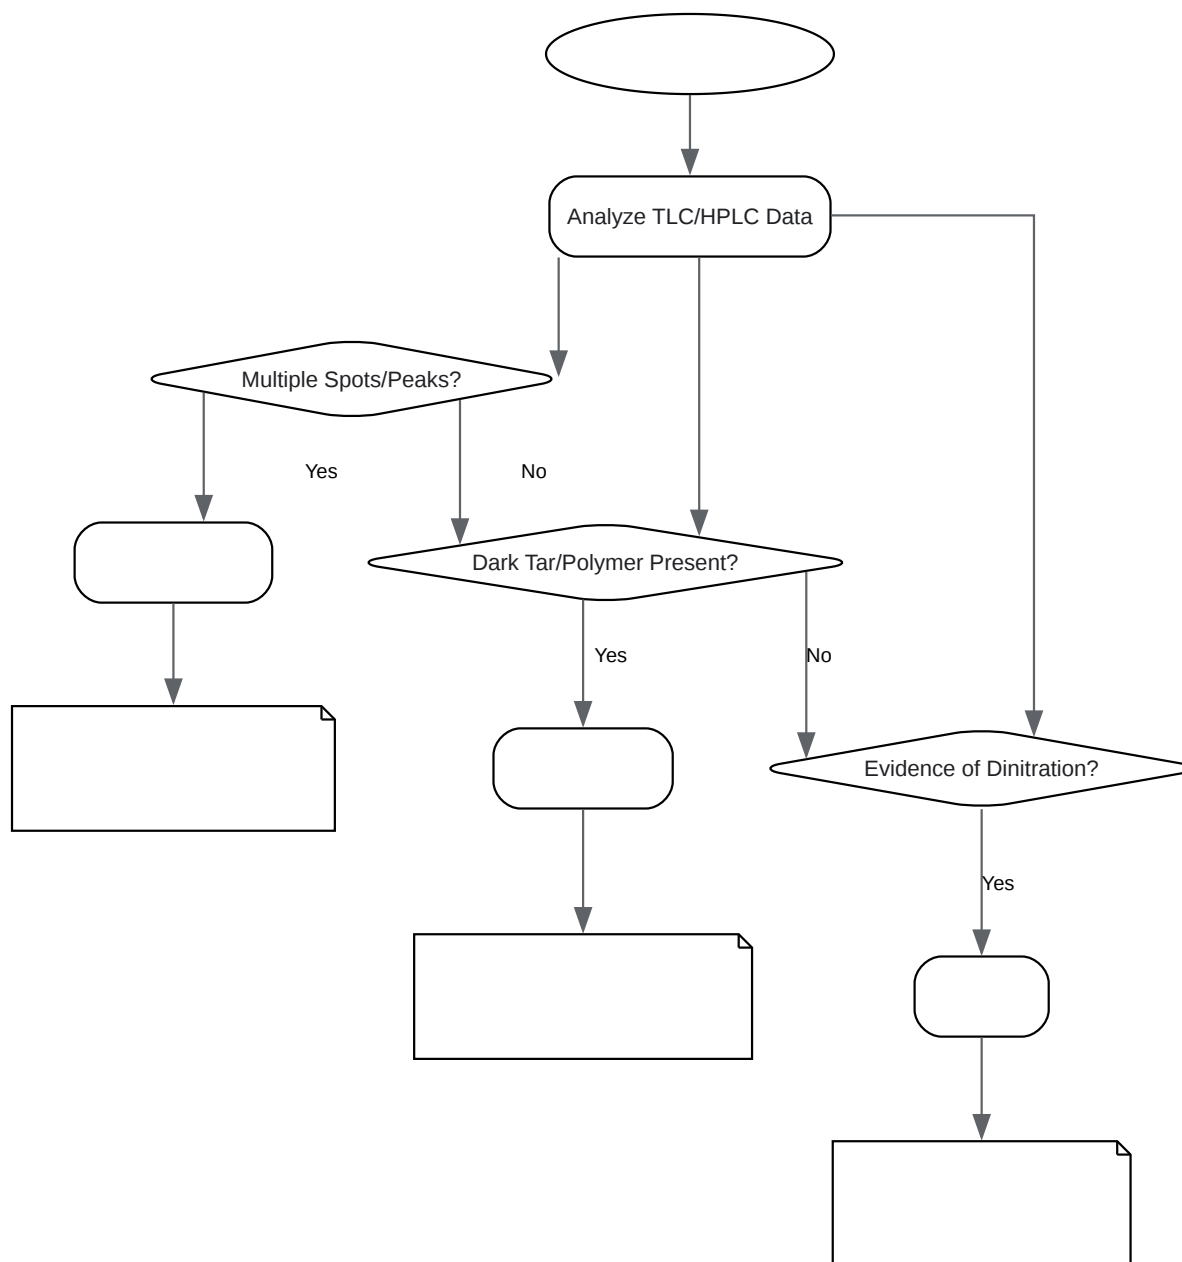 Analyze TLC/HPLC Data
Multiple Spots/Peaks?
Yes
No
Dark Tar/Polymer Present?
Yes
No
Evidence of Dinitration?
Yes